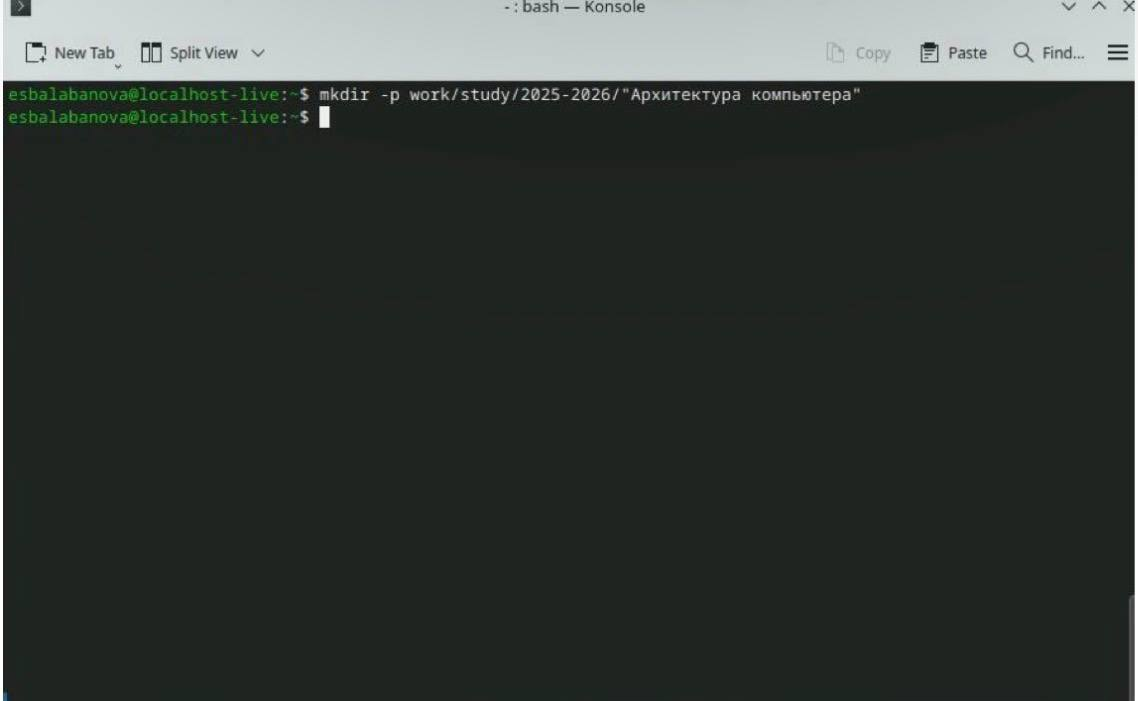 - : bash — Konsole
New Tab Split View Copy Paste Find...
esbalabanova@localhost-live:~$ mkdir -p work/study/2025-2026/"Архитектура компьютера"
esbalabanova@localhost-live:~$